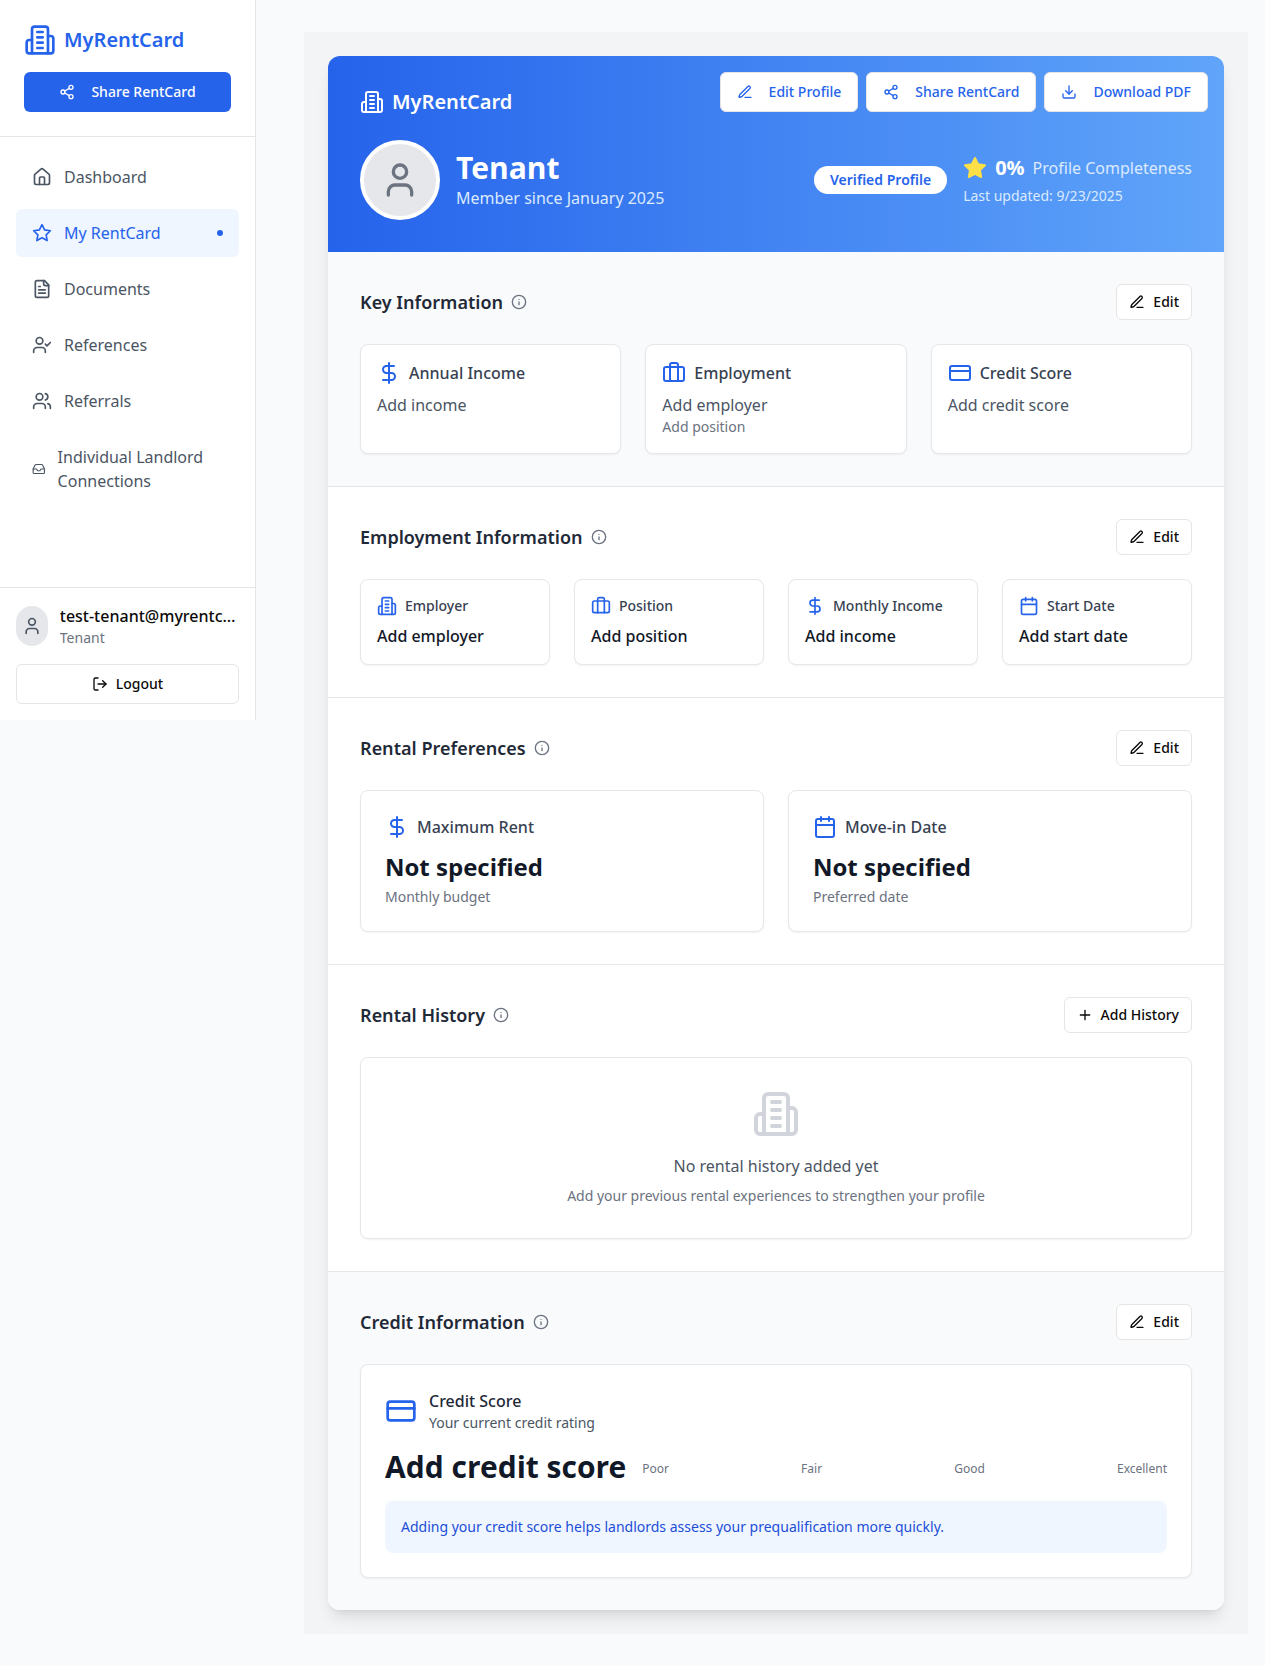 MyRentCard
Share RentCard
Dashboard
My RentCard
Documents
References
Referrals
Individual Landlord
Connections
test-tenant@myrentc...
Tenant
Logout
MyRentCard
Edit Profile
Share RentCard
Download PDF
Tenant
Member since January 2025
Verified Profile
0% Profile Completeness
Last updated: 9/23/2025
Key Information
Edit
Annual Income
Add income
Employment
Add employer
Add position
Credit Score
Add credit score
Employment Information
Edit
Employer
Add employer
Position
Add position
Monthly Income
Add income
Start Date
Add start date
Rental Preferences
Edit
Maximum Rent
Not specified
Monthly budget
Move-in Date
Not specified
Preferred date
Rental History
Add History
No rental history added yet
Add your previous rental experiences to strengthen your profile
Credit Information
Edit
Credit Score
Your current credit rating
Add credit score
Poor
Fair
Good
Excellent
Adding your credit score helps landlords assess your prequalification more quickly.